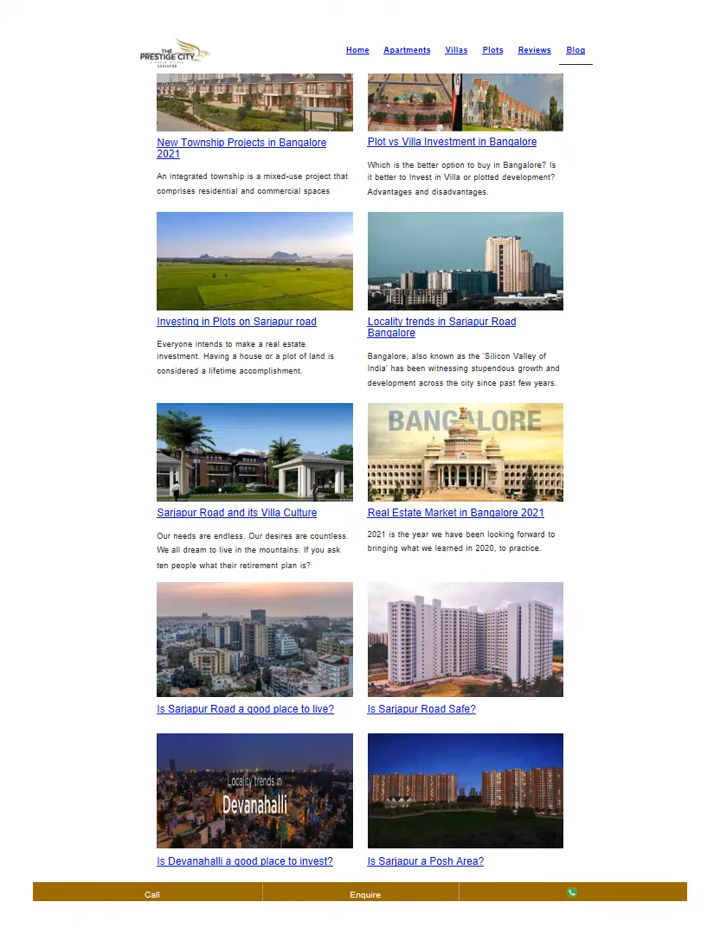 THE
PRESTIGE CITY
SARJAPUR
Home Apartments Villas Plots Reviews Blog
New Township Projects in Bangalore
2021
An integrated township is a mixed-use project that
comprises residential and commercial spaces
Plot vs Villa Investment in Bangalore
Which is the better option to buy in Bangalore? Is
it better to Invest in Villa or plotted development?
Advantages and disadvantages.
Investing in Plots on Sarjapur road
Everyone intends to make a real estate
investment. Having a house or a plot of land is
considered a lifetime accomplishment.
Locality trends in Sarjapur Road
Bangalore
Bangalore, also known as the 'Silicon Valley of
India' has been witnessing stupendous growth and
development across the city since past few years.
Sarjapur Road and its Villa Culture
Our needs are endless. Our desires are countless.
We all dream to live in the mountains. If you ask
ten people what their retirement plan is?
BANGALORE
Real Estate Market in Bangalore 2021
2021 is the year we have been looking forward to
bringing what we learned in 2020, to practice.
Is Sarjapur Road a good place to live?
Is Sarjapur Road Safe?
Locality trends in
Devanahalli
Is Devanahalli a good place to invest?
Is Sarjapur a Posh Area?
Call Enquire